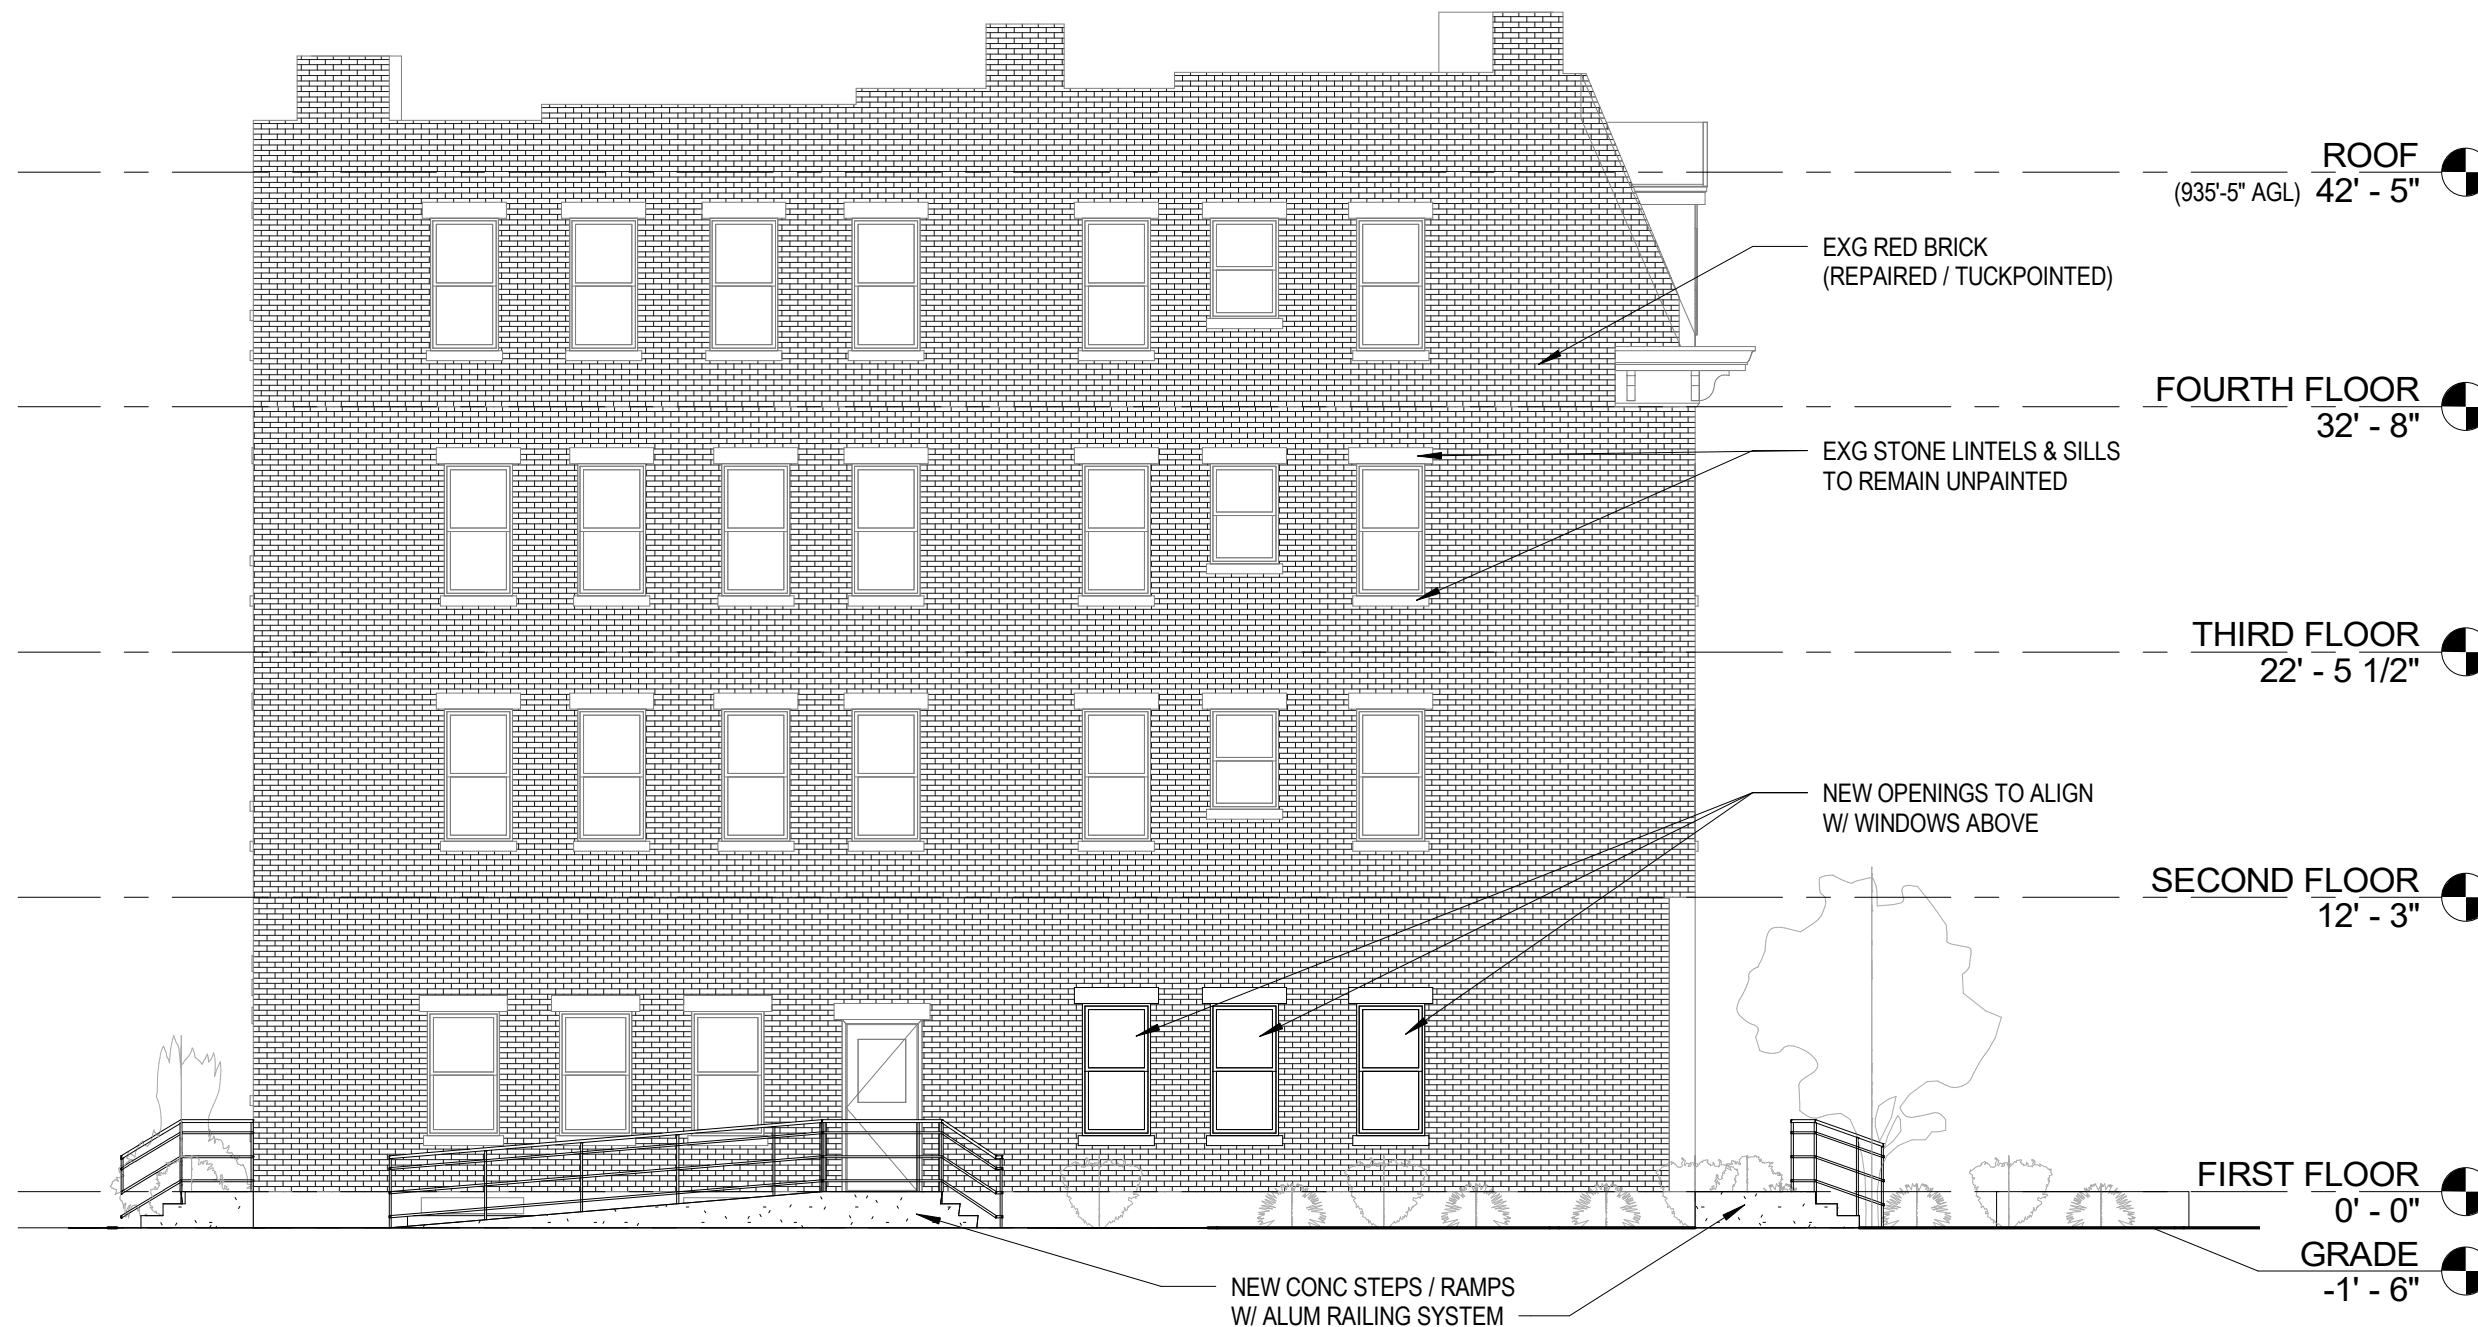 ROOF
(935'-5" AGL) 42' - 5"
EXG RED BRICK
(REPAIRED / TUCKPOINTED)
FOURTH FLOOR
32' - 8"
EXG STONE LINTELS & SILLS
TO REMAIN UNPAINTED
THIRD FLOOR
22' - 5 1/2"
NEW OPENINGS TO ALIGN
W/ WINDOWS ABOVE
SECOND FLOOR
12' - 3"
FIRST FLOOR
0' - 0"
GRADE
-1' - 6"
NEW CONC STEPS / RAMPS
W/ ALUM RAILING SYSTEM